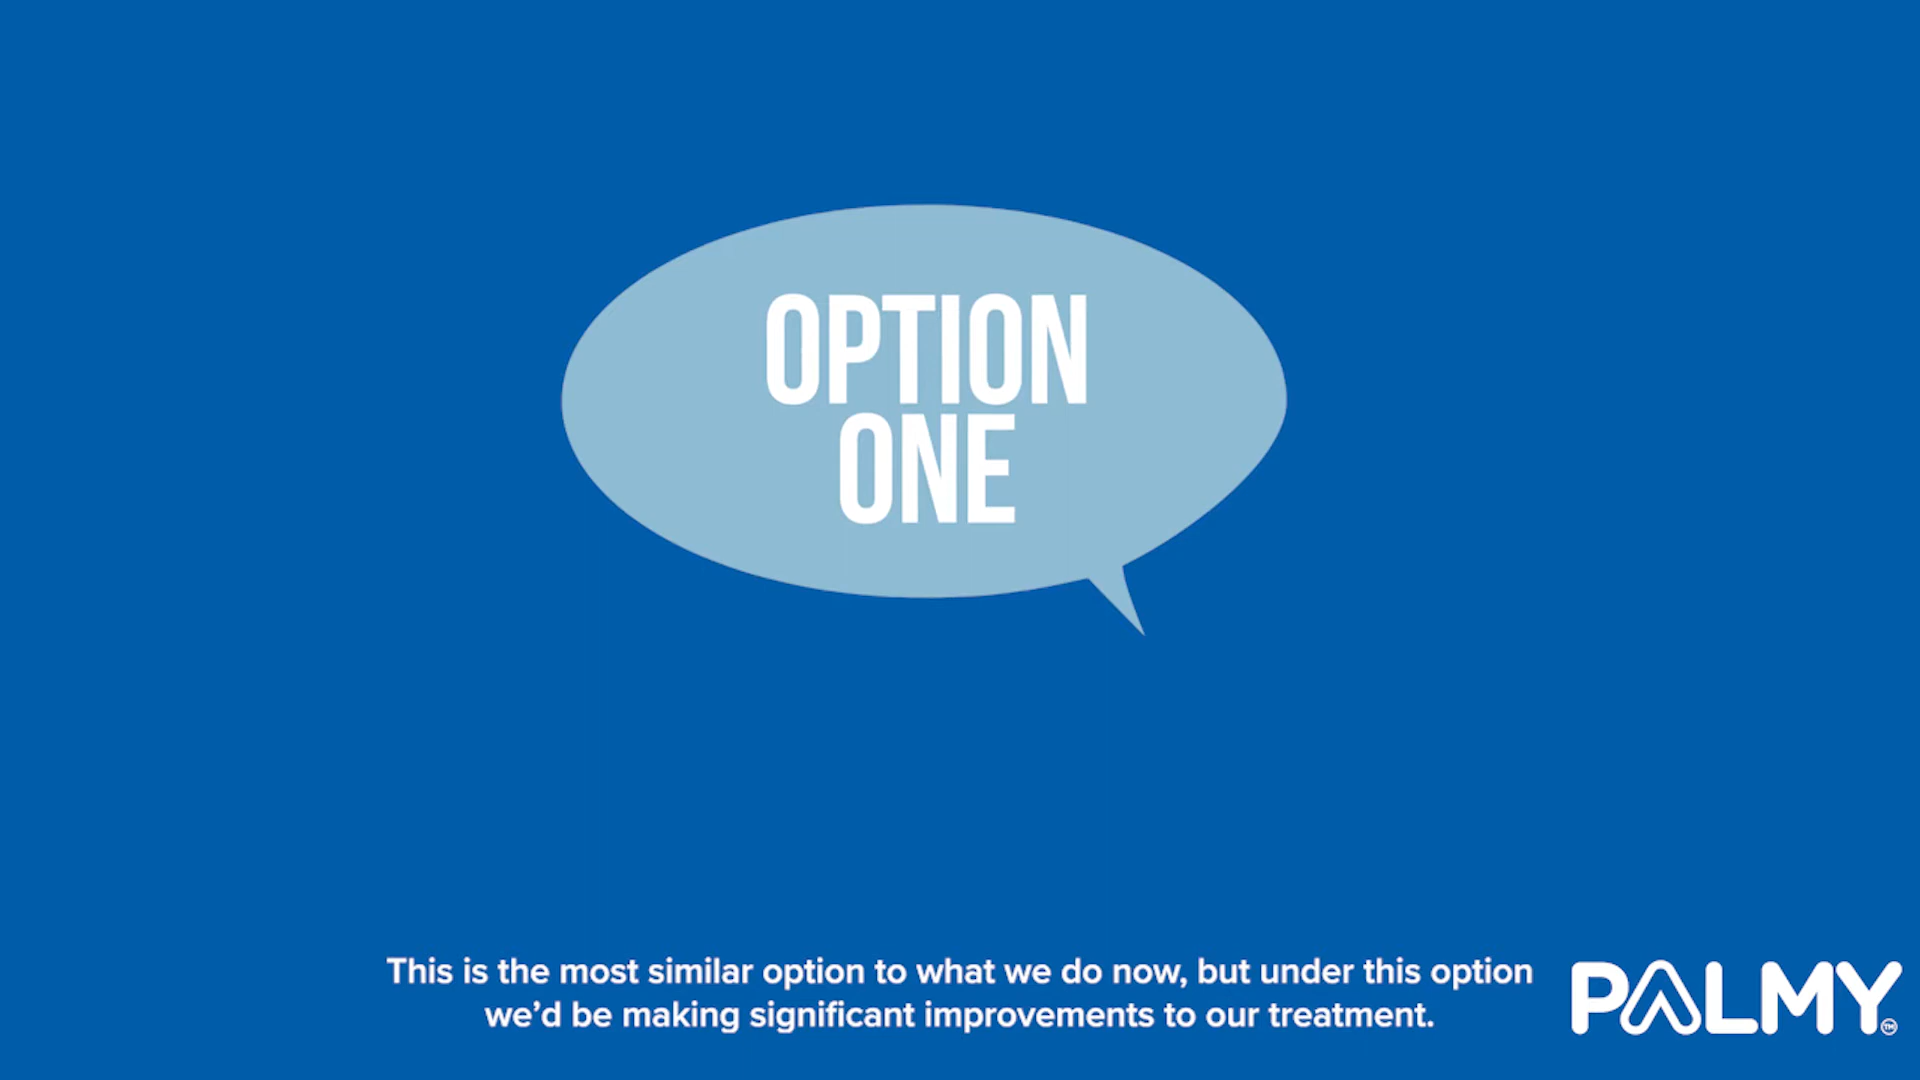 OPTION
ONE
This is the most similar option to what we do now, but under this option
we’d be making significant improvements to our treatment.
PALMY
TM